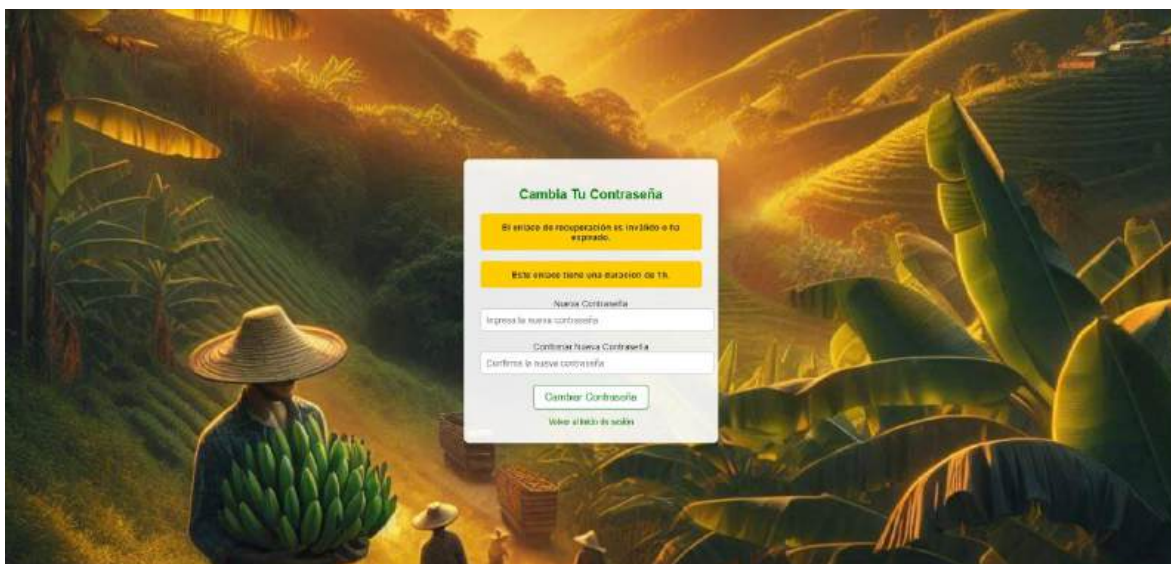 Cambia Tu Contraseña
El enlace de recuperación es inválido o ha
expirado.
Este enlace tiene una duración de 1h.
Nueva Contraseña
Ingresa la nueva contraseña
Confirmar Nueva Contraseña
Confirma la nueva contraseña
Cambiar Contraseña
Volver al inicio de sesión